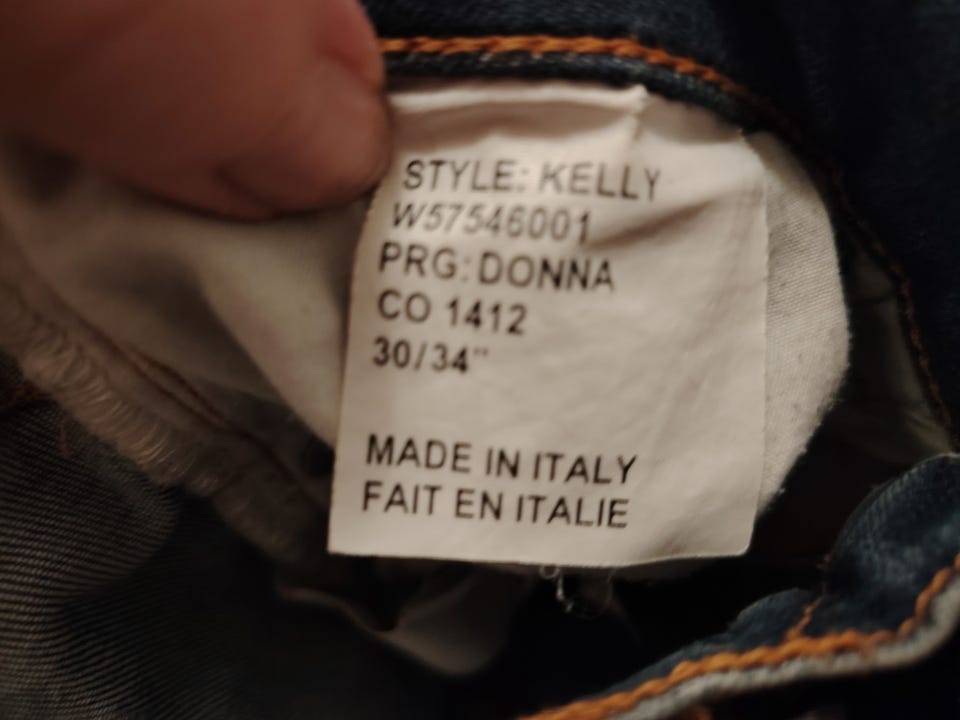 STYLE: KELLY
W57546001
PRG: DONNA
CO 1412
30/34"
MADE IN ITALY
FAIT EN ITALIE